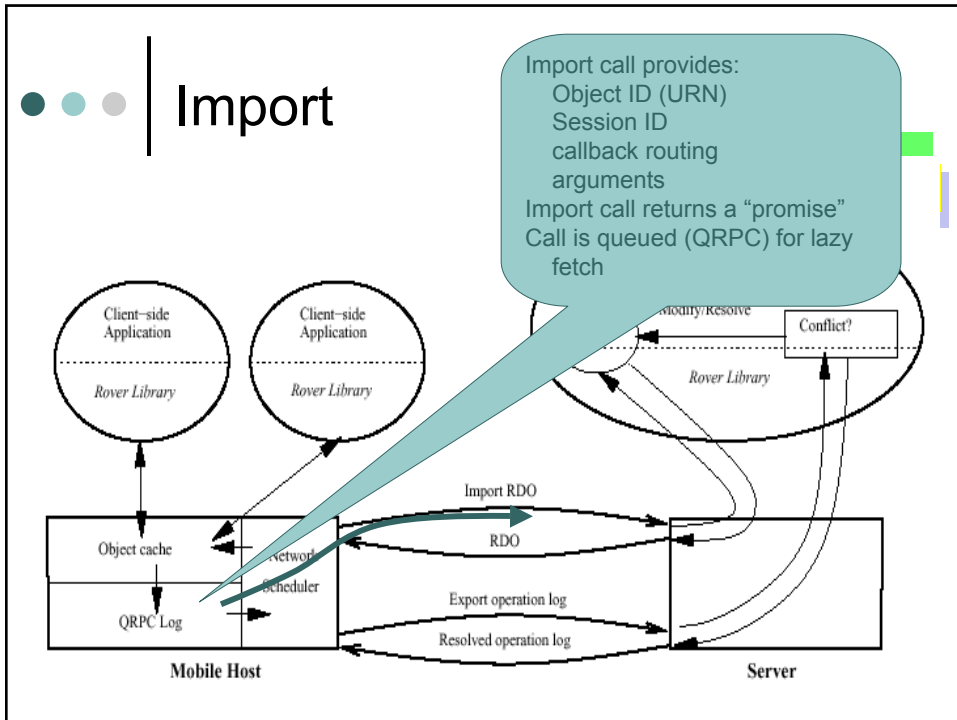 Import
Import call provides:
Object ID (URN)
Session ID
callback routing
arguments
Import call returns a “promise”
Call is queued (QRPC) for lazy
fetch
Client-side
Application
Rover Library
Client-side
Application
Rover Library
Modify/Resolve
Conflict?
Rover Library
Import RDO
RDO
Object cache
Network
Scheduler
QRPC Log
Export operation log
Resolved operation log
Mobile Host
Server